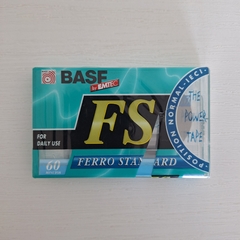 BASF
by EMTEC
FS
FOR
DAILY USE
60
FERRO STANDARD
THE
POWER
TAPE
POSITION NORMAL-IEC I